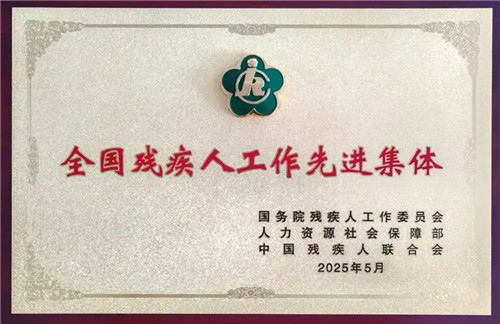 全国残疾人工作先进集体
国务院残疾人工作委员会
人力资源社会保障部
中国残疾人联合会
2025年5月